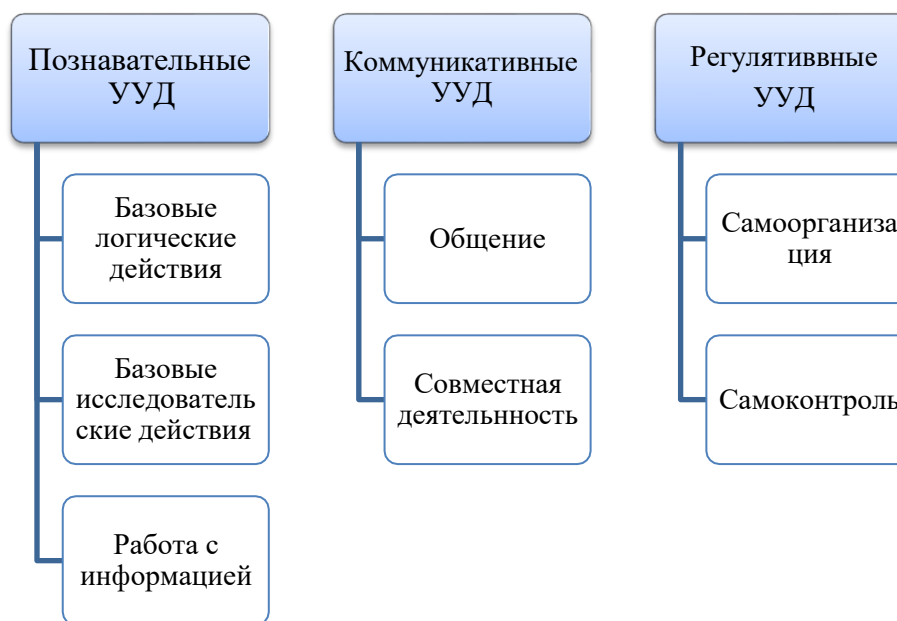 Познавательные
УУД
Базовые
логические
действия
Базовые
исследователь
ские действия
Работа с
информацией
Коммуникативные
УУД
Общение
Совместная
деятельнность
Регулятиввные
УУД
Самоорганиза
ция
Самоконтроль